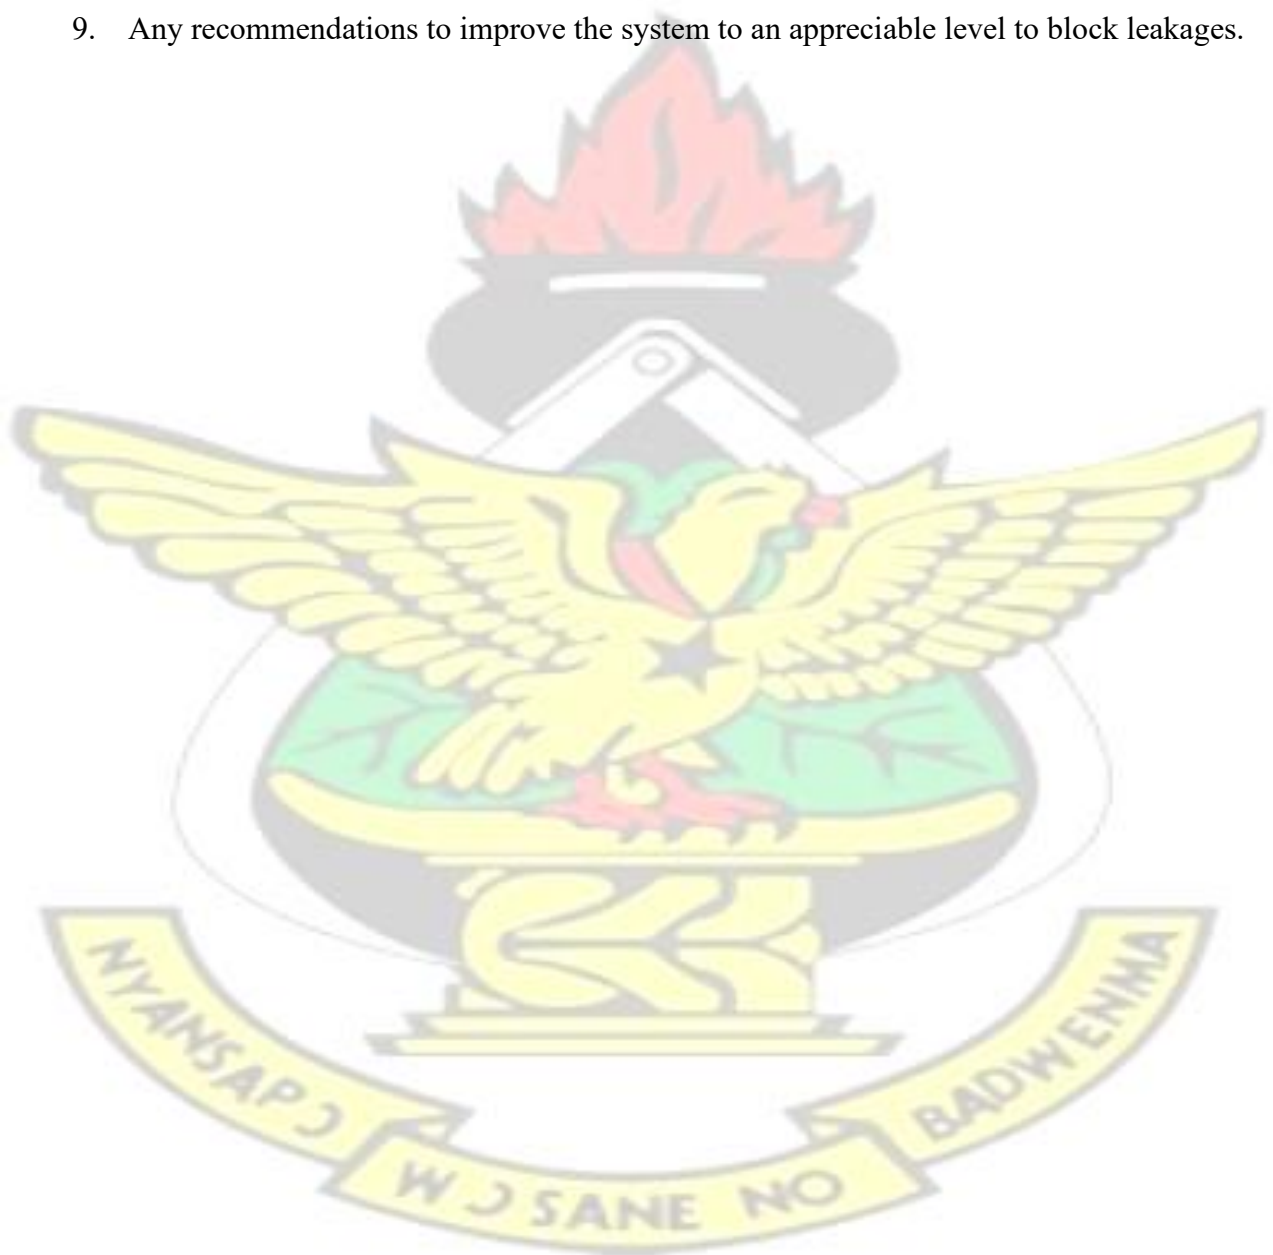 9. Any recommendations to improve the system to an appreciable level to block leakages.
NYANSAPƆ
WƆSANE NO
BADWENMA